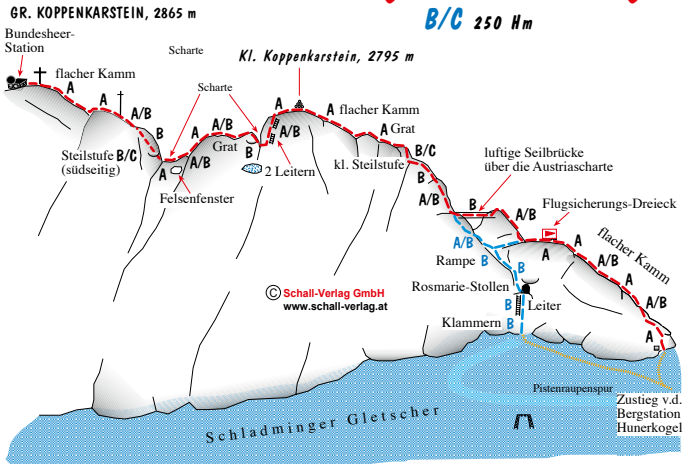 GR. KOPPENKARSTEIN, 2865 m
B/C 250 Hm
Bundesheer-
Station
Scharte
Kl. Koppenkarstein, 2795 m
flacher Kamm
A
A
A/B
B
Scharte
A
A/B
flacher Kamm
A
A
Grat
B/C
Steilstufe B/C
(südseitig)
A
A/B
A/B
Grat
B
2 Leitern
kl. Steilstufe
B
A/B
luftige Seilbrücke
über die Austriascharte
Felsenfenster
B
A/B
Flugsicherungs-Dreieck
A/B
Rampe
B
B
A
A
A/B
flacher Kamm
A
A/B
A
© Schall-Verlag GmbH
www.schall-verlag.at
Rosmarie-Stollen
B
Leiter
Klammern
B
Pistenraupenspur
Zustieg v.d.
Bergstation
Hunerkogel
Schladminger Gletscher